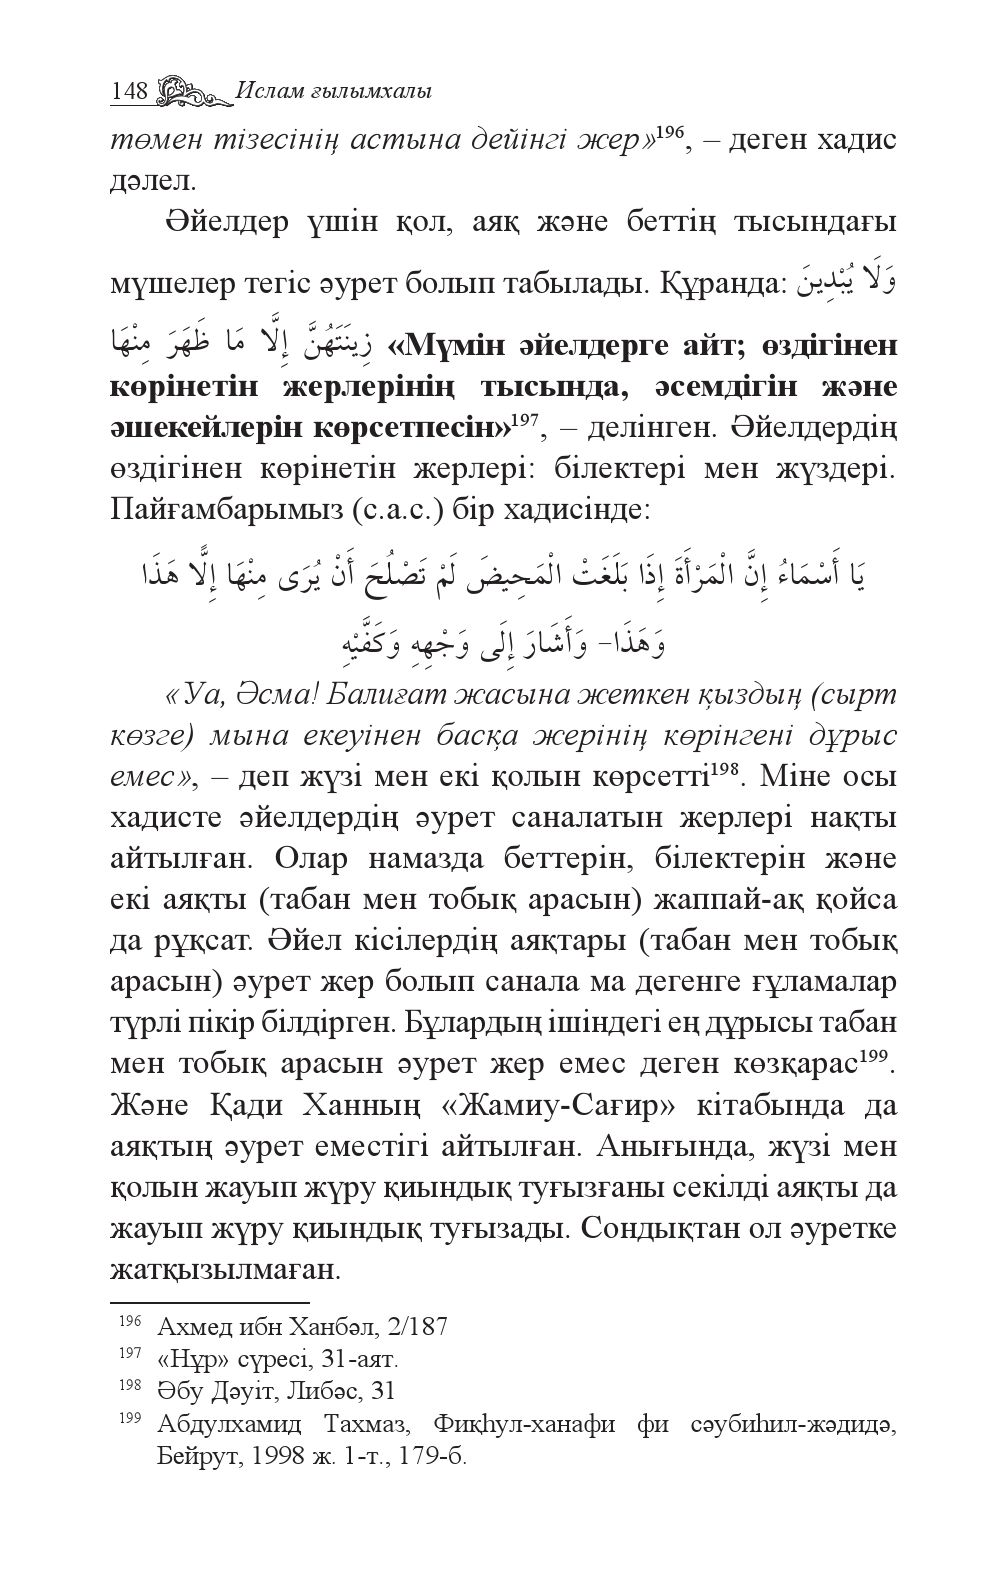 148 Ислам ғылымхалы
төмен тізесінің астына дейінгі жер»196, – деген хадис
дәлел.
Әйелдер үшін қол, аяқ және беттің тысындағы
мүшелер тегіс әурет болып табылады. Құранда: وَلَا يُبْدِينَ
زِينَتَهُنَّ إِلَّا مَا ظَهَرَ مِنْهَا «Мүмін әйелдерге айт; өздігінен
көрінетін жерлерінің тысында, әсемдігін және
әшекейлерін көрсетпесін»197, – делінген. Әйелдердің
өздігінен көрінетін жерлері: білектері мен жүздері.
Пайғамбарымыз (с.а.с.) бір хадисінде:
يَا أَسْمَاءُ إِنَّ الْمَرْأَةَ إِذَا بَلَغَتْ الْمَحِيضَ لَمْ تَصْلُحَ أَنْ يُرَى مِنْهَا إِلَّا هَذَا
وَهَذَا- وَأَشَارَ إِلَى وَجْهِهِ وَكَفَّيْهِ
«Уа, Әсма! Балиғат жасына жеткен қыздың (сырт
көзге) мына екеуінен басқа жерінің көрінгені дұрыс
емес», – деп жүзі мен екі қолын көрсетті198. Міне осы
хадисте әйелдердің әурет саналатын жерлері нақты
айтылған. Олар намазда беттерін, білектерін және
екі аяқты (табан мен тобық арасын) жаппай-ақ қойса
да рұқсат. Әйел кісілердің аяқтары (табан мен тобық
арасын) әурет жер болып санала ма дегенге ғұламалар
түрлі пікір білдірген. Бұлардың ішіндегі ең дұрысы табан
мен тобық арасын әурет жер емес деген көзқарас199.
Және Қади Ханның «Жамиу-Сағир» кітабында да
аяқтың әурет еместігі айтылған. Анығында, жүзі мен
қолын жауып жүру қиындық туғызғаны секілді аяқты да
жауып жүру қиындық туғызады. Сондықтан ол әуретке
жатқызылмаған.
196 Ахмед ибн Ханбәл, 2/187
197 «Нұр» сүресі, 31-аят.
198 Әбу Дәуіт, Либәс, 31
199 Абдулхамид Тахмаз, Фиқһул-ханафи фи сәубиһил-жәдидә,
Бейрут, 1998 ж. 1-т., 179-б.